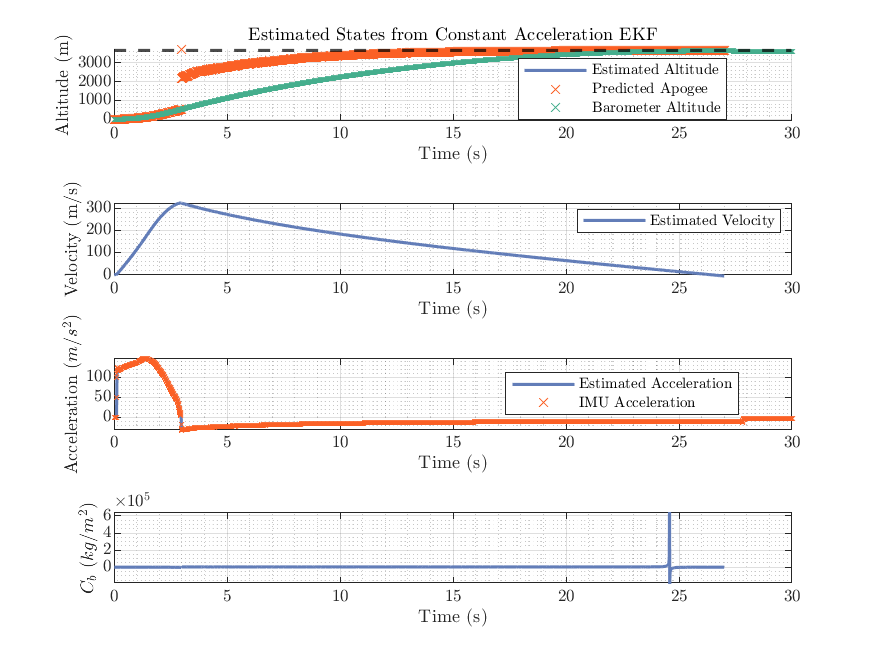 Estimated States from Constant Acceleration EKF
Altitude (m)
3000
2000
1000
0
Estimated Altitude
Predicted Apogee
Barometer Altitude
0 5 10 15 20 25 30
Time (s)
Velocity (m/s)
300
200
100
0
Estimated Velocity
0 5 10 15 20 25 30
Time (s)
Acceleration (m/s²)
100
50
0
Estimated Acceleration
IMU Acceleration
0 5 10 15 20 25 30
Time (s)
×10⁵
C_b (kg/m²)
6
4
2
0
0 5 10 15 20 25 30
Time (s)